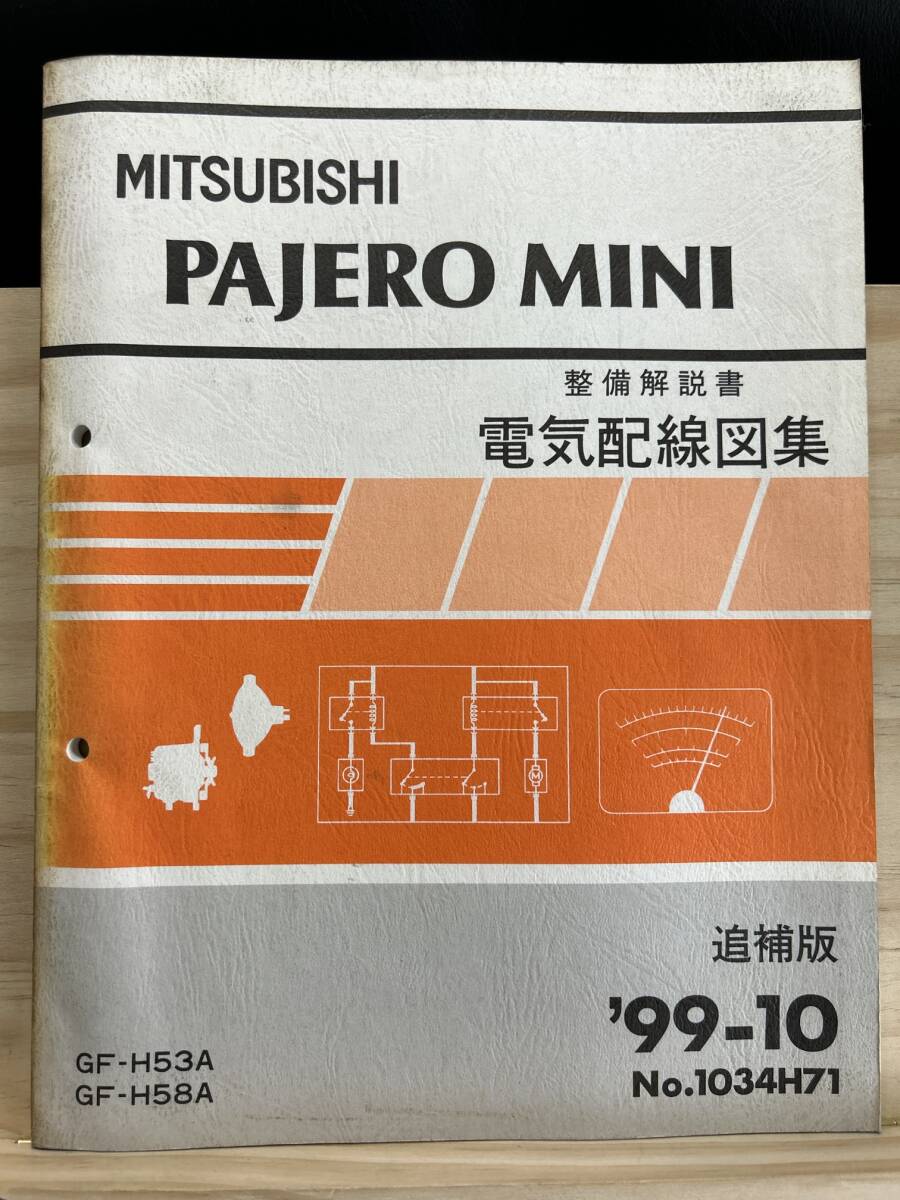 MITSUBISHI
PAJERO MINI
整備解説書
電気配線図集
M
追補版
'99-10
No.1034H71
GF-H53A
GF-H58A